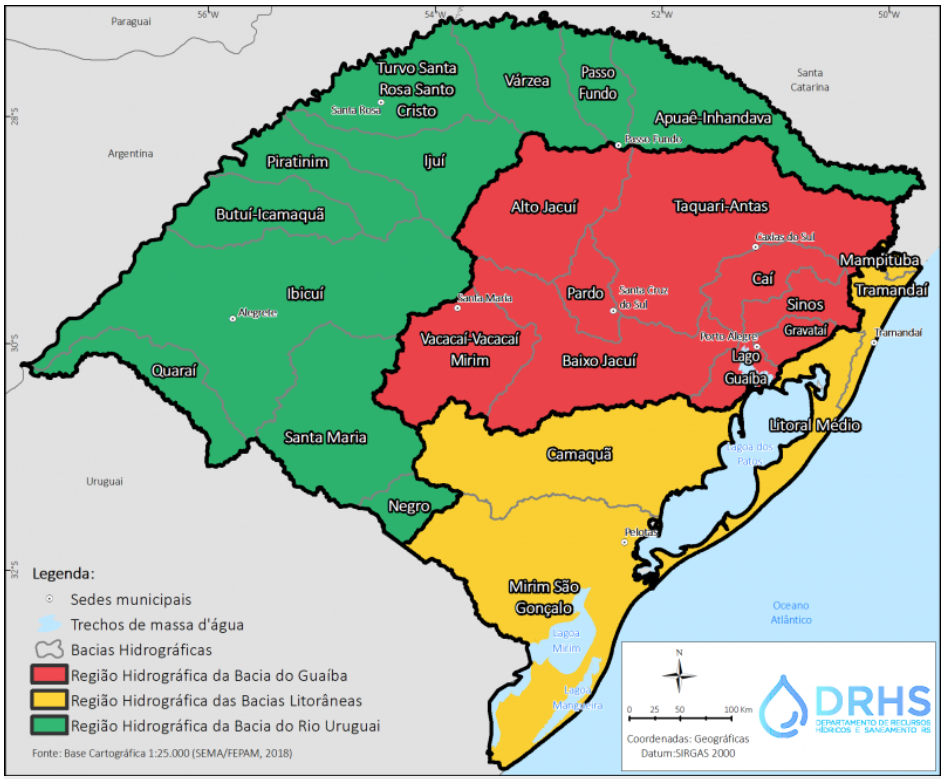 56°W
54°W
52°W
50°W
Paraguai
Santa
Catarina
Turvo Santa
Rosa Santo
Cristo
Várzea
Passo
Fundo
Santa Rosa
28°S
Apuaê-Inhandava
Passo Fundo
Argentina
Piratinim
Ijuí
Butuí-Icamaquã
Alto Jacuí
Taquari-Antas
Caxias do Sul
Mampituba
Ibicuí
Caí
Tramandaí
Santa Maria
Pardo
Santa Cruz
do Sul
Sinos
Alegrete
Gravataí
30°S
Vacacaí-Vacacaí
Mirim
Baixo Jacuí
Porto Alegre
Tramandaí
Lago
Guaíba
Quaraí
Santa Maria
Litoral Médio
Camaquã
Lagoa dos
Patos
Uruguai
Negro
Pelotas
32°S
Mirim São
Gonçalo
Oceano
Atlântico
Lagoa
Mirim
Lagoa
Mangueira
Legenda:
Sedes municipais
Trechos de massa d'água
Bacias Hidrográficas
Região Hidrográfica da Bacia do Guaíba
Região Hidrográfica das Bacias Litorâneas
Região Hidrográfica da Bacia do Rio Uruguai
Fonte: Base Cartográfica 1:25.000 (SEMA/FEPAM, 2018)
N
0 25 50 100 Km
Coordenadas: Geográficas
Datum:SIRGAS 2000
DRHS
DEPARTAMENTO DE RECURSOS
HÍDRICOS E SANEAMENTO RS